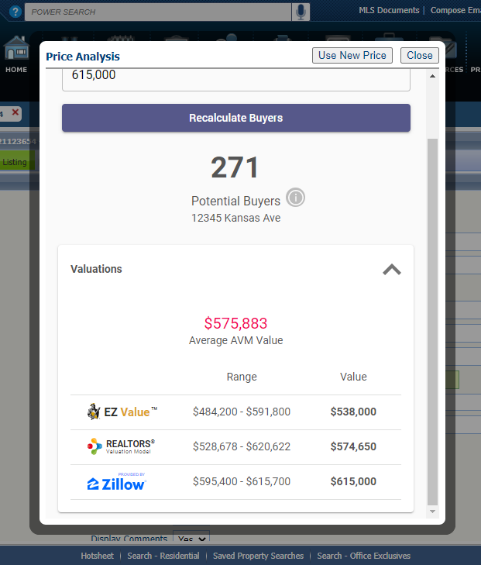 POWER SEARCH
MLS Documents | Compose Ema
HOME
Price Analysis
Use New Price
Close
615,000
Recalculate Buyers
21123654
Listing
271
Potential Buyers
12345 Kansas Ave
Valuations
$575,883
Average AVM Value
Range Value
EZ Value™ $484,200 - $591,800 $538,000
REALTORS® Valuation Model $528,678 - $620,622 $574,650
Zillow $595,400 - $615,700 $615,000
Display Comments Yes
Hotsheet | Search - Residential | Saved Property Searches | Search - Office Exclusives